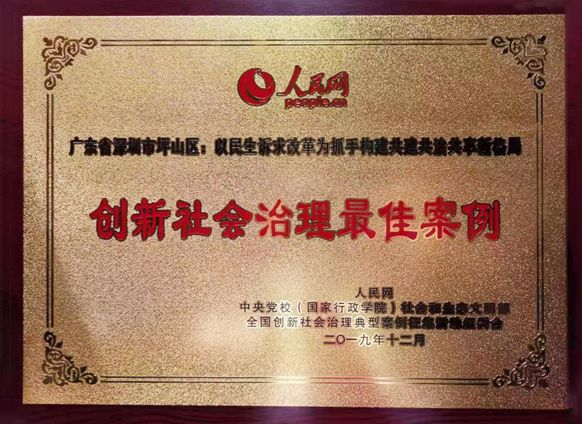 人民网
people.cn
广东省深圳市坪山区：以民生诉求改革为抓手构建共建共治共享新格局
创新社会治理最佳案例
人民网
中央党校（国家行政学院）社会和生态文明部
全国创新社会治理典型案例征集活动组委会
二〇一九年十二月